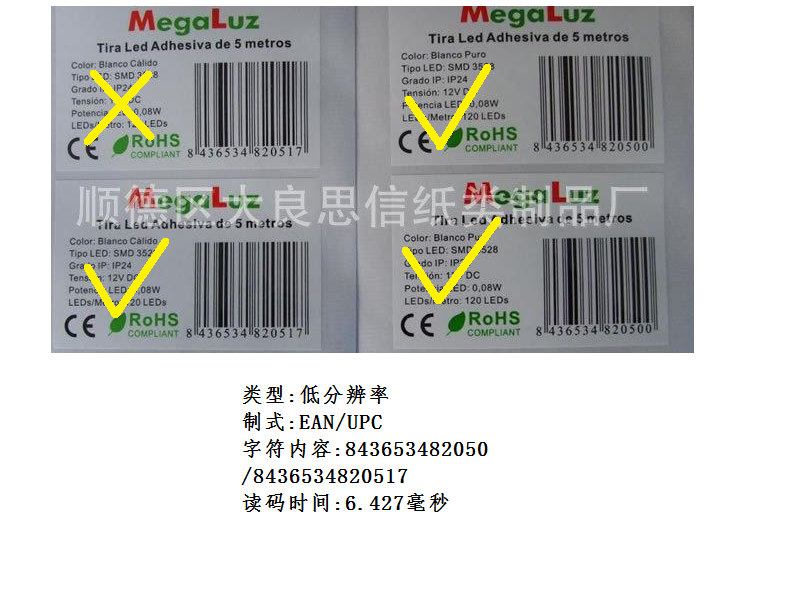 MegaLuz
Tira Led Adhesiva de 5 metros
Color: Blanco Cálido
Tipo LED: SMD 3528
Grado IP: IP24
Tensión: 12V DC
Potencia LED: 0,08W
LEDs/Metro: 120 LEDs
CE RoHS
COMPLIANT
8 436534 820517
MegaLuz
Tira Led Adhesiva de 5 metros
Color: Blanco Puro
Tipo LED: SMD 3528
Grado IP: IP24
Tensión: 12V DC
Potencia LED: 0,08W
LEDs/Metro: 120 LEDs
CE RoHS
COMPLIANT
8 436534 820500
顺德区大良思信纸类制品厂
MegaLuz
Tira Led Adhesiva de 5 metros
Color: Blanco Cálido
Tipo LED: SMD 3528
Grado IP: IP24
Tensión: 12V DC
Potencia LED: 0,08W
LEDs/Metro: 120 LEDs
CE RoHS
COMPLIANT
8 436534 820517
MegaLuz
Tira Led Adhesiva de 5 metros
Color: Blanco Puro
Tipo LED: SMD 3528
Grado IP: IP24
Tensión: 12V DC
Potencia LED: 0,08W
LEDs/Metro: 120 LEDs
CE RoHS
COMPLIANT
8 436534 820500
类型:低分辨率
制式:EAN/UPC
字符内容:843653482050
/8436534820517
读码时间:6.427毫秒